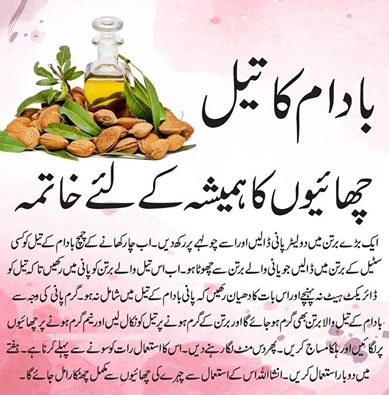 بادام کا تیل
چھائیوں کا ہمیشہ کے لئے خاتمہ
ایک بڑے برتن میں دو لیٹر پانی ڈالیں اور اسے چولہے پر رکھ دیں۔ اب چار کھانے کے چمچ بادام کے تیل کو کسی
سٹیل کے برتن میں ڈالیں جو پانی والے برتن سے چھوٹا ہو۔ اب اس تیل والے برتن کو پانی میں رکھیں تاکہ تیل کو
ڈائریکٹ ہیٹ نہ پہنچے اور اس بات کا دھیان رکھیں کہ پانی بادام کے تیل میں شامل نہ ہو۔ گرم پانی کی وجہ سے
بادام کے تیل والا برتن بھی گرم ہو جائے گا اور برتن کے گرم ہونے پر تیل کو نکال لیں اور نیم گرم ہونے پر چھائیوں
پر لگائیں اور ہلکا مساج کریں۔ پھر دس منٹ لگا رہنے دیں۔ اس کا استعمال رات کو سونے سے پہلے کرنا ہے۔ ہفتے
میں دو بار استعمال کریں۔ انشااللہ اس کے استعمال سے چہرے کی چھائیوں سے مکمل چھٹکارا مل جائے گا۔